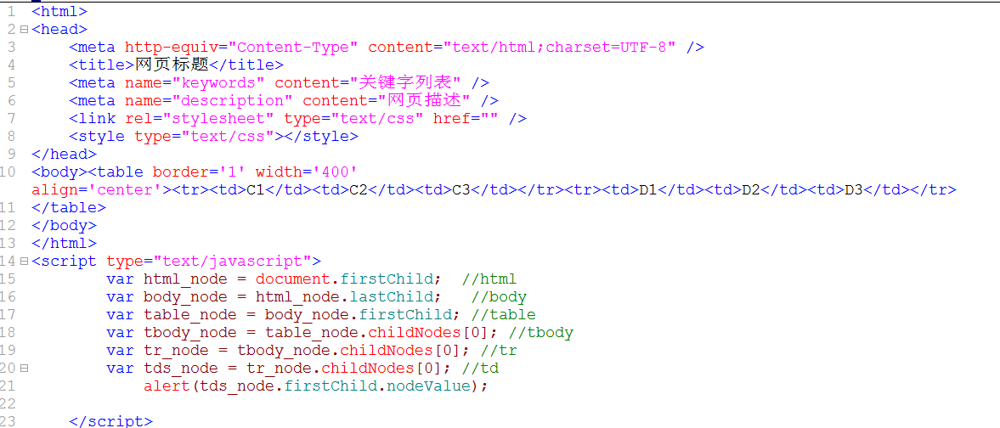 1 <html>
2 <head>
3 <meta http-equiv="Content-Type" content="text/html;charset=UTF-8" />
4 <title>网页标题</title>
5 <meta name="keywords" content="关键字列表" />
6 <meta name="description" content="网页描述" />
7 <link rel="stylesheet" type="text/css" href="" />
8 <style type="text/css"></style>
9 </head>
10 <body><table border='1' width='400'
align='center'><tr><td>C1</td><td>C2</td><td>C3</td></tr><tr><td>D1</td><td>D2</td><td>D3</td></tr>
11 </table>
12 </body>
13 </html>
14 <script type="text/javascript">
15 var html_node = document.firstChild; //html
16 var body_node = html_node.lastChild; //body
17 var table_node = body_node.firstChild; //table
18 var tbody_node = table_node.childNodes[0]; //tbody
19 var tr_node = tbody_node.childNodes[0]; //tr
20 var tds_node = tr_node.childNodes[0]; //td
21 alert(tds_node.firstChild.nodeValue);
22
23 </script>